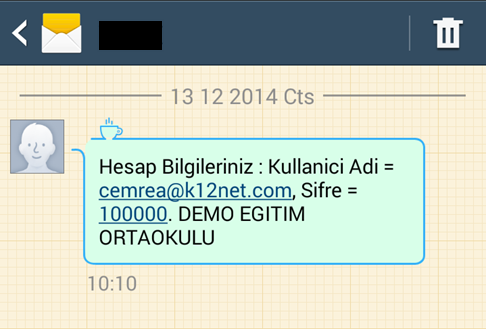 13 12 2014 Cts
Hesap Bilgileriniz : Kullanici Adi =
cemrea@k12net.com, Sifre =
100000. DEMO EGITIM
ORTAOKULU
10:10